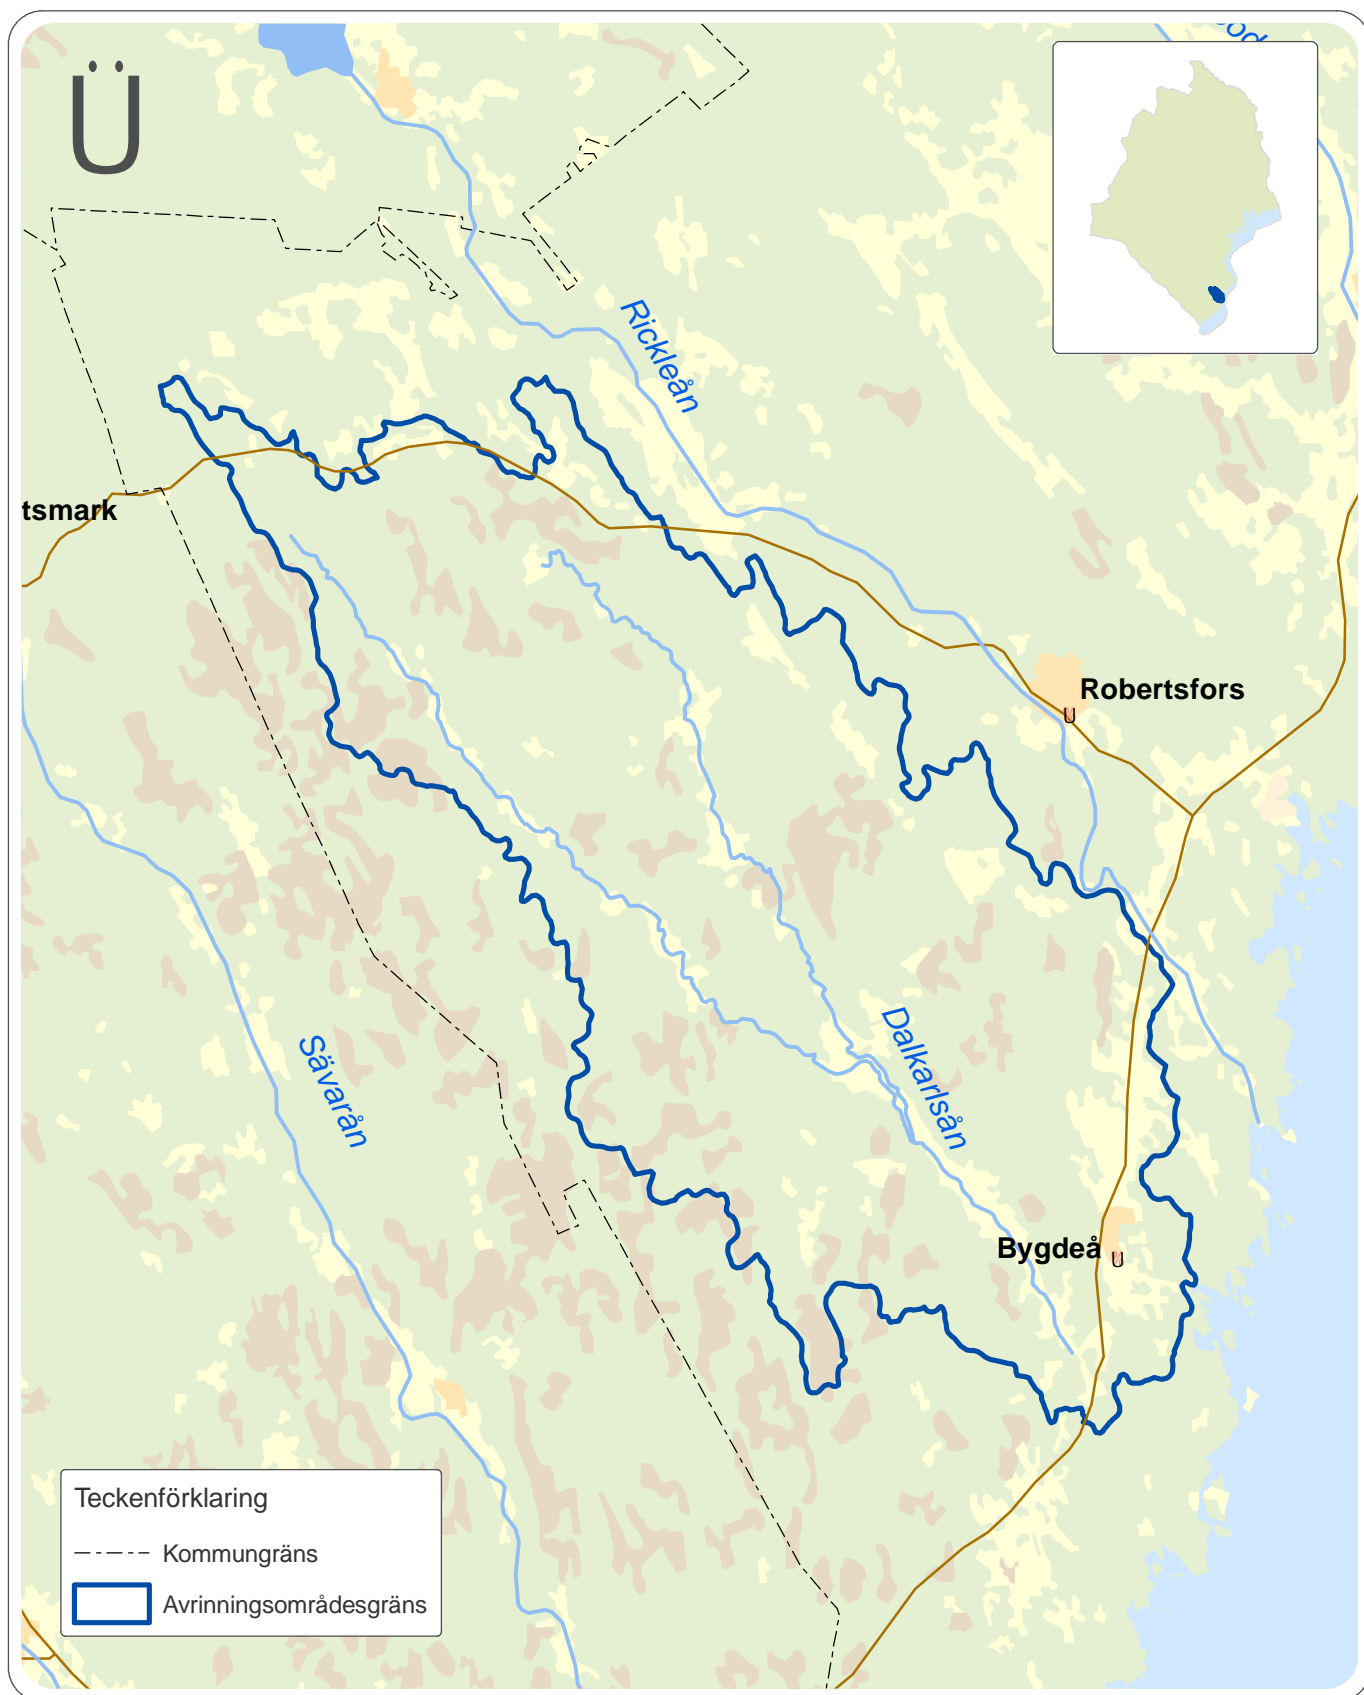 Ü
Rickleån
tsmark
Robertsfors
U
Sävarån
Dalkarlsån
Bygdeå
U
Teckenförklaring
Kommungräns
Avrinningsområdesgräns